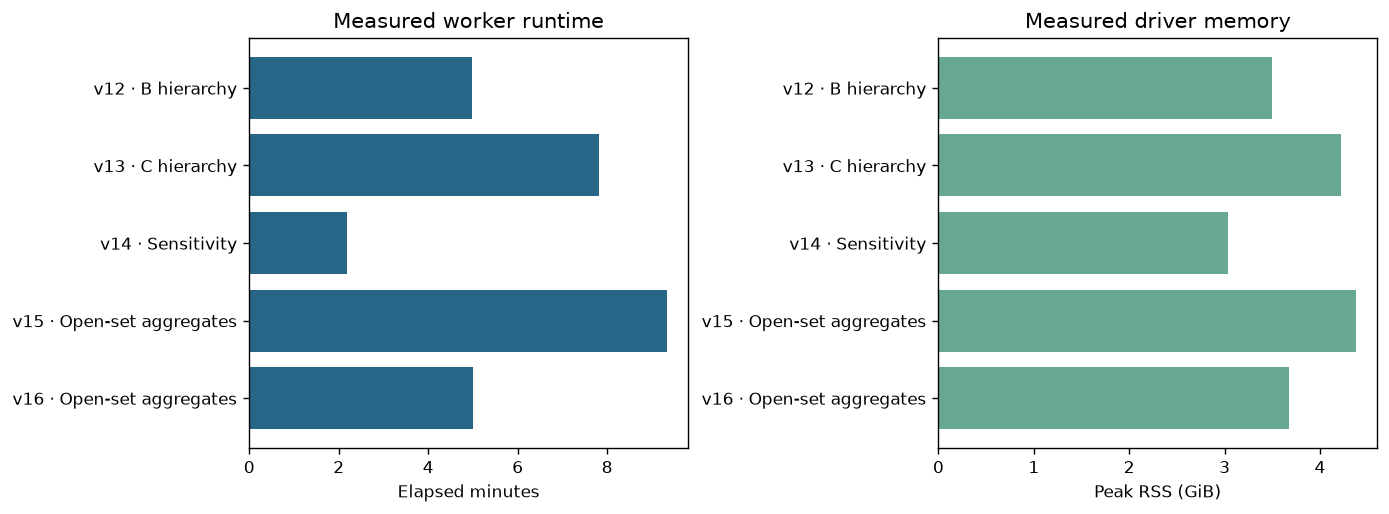 Measured worker runtime
v12 · B hierarchy
v13 · C hierarchy
v14 · Sensitivity
v15 · Open-set aggregates
v16 · Open-set aggregates
0 2 4 6 8
Elapsed minutes
Measured driver memory
v12 · B hierarchy
v13 · C hierarchy
v14 · Sensitivity
v15 · Open-set aggregates
v16 · Open-set aggregates
0 1 2 3 4
Peak RSS (GiB)